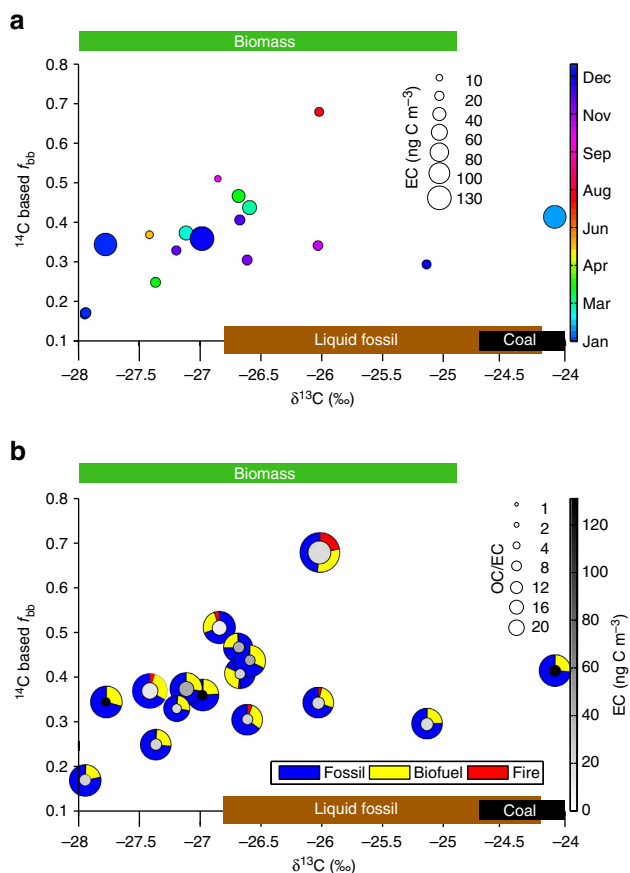 a
Biomass
0.8
0.7
0.6
0.5
0.4
0.3
0.2
0.1
¹⁴C based f_bb
EC (ng C m⁻³)
10
20
40
60
80
100
130
Dec
Nov
Sep
Aug
Jun
Apr
Mar
Jan
Liquid fossil
Coal
–28 –27.5 –27 –26.5 –26 –25.5 –25 –24.5 –24
δ¹³C (‰)
b
Biomass
0.8
0.7
0.6
0.5
0.4
0.3
0.2
0.1
¹⁴C based f_bb
OC/EC
1
2
4
8
12
16
20
120
100
80
60
40
20
0
EC (ng C m⁻³)
Fossil Biofuel Fire
Liquid fossil
Coal
–28 –27.5 –27 –26.5 –26 –25.5 –25 –24.5 –24
δ¹³C (‰)